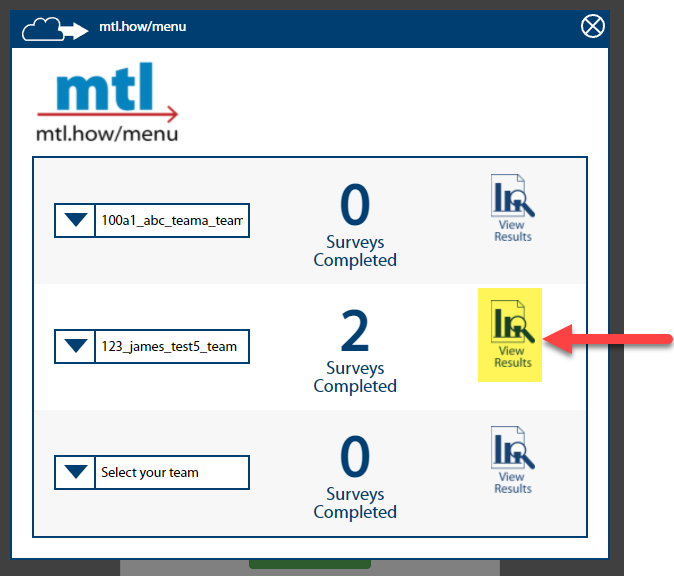 mtl.how/menu
mtl
mtl.how/menu
100a1_abc_teama_team
0
Surveys
Completed
View
Results
123_james_test5_team
2
Surveys
Completed
View
Results
Select your team
0
Surveys
Completed
View
Results